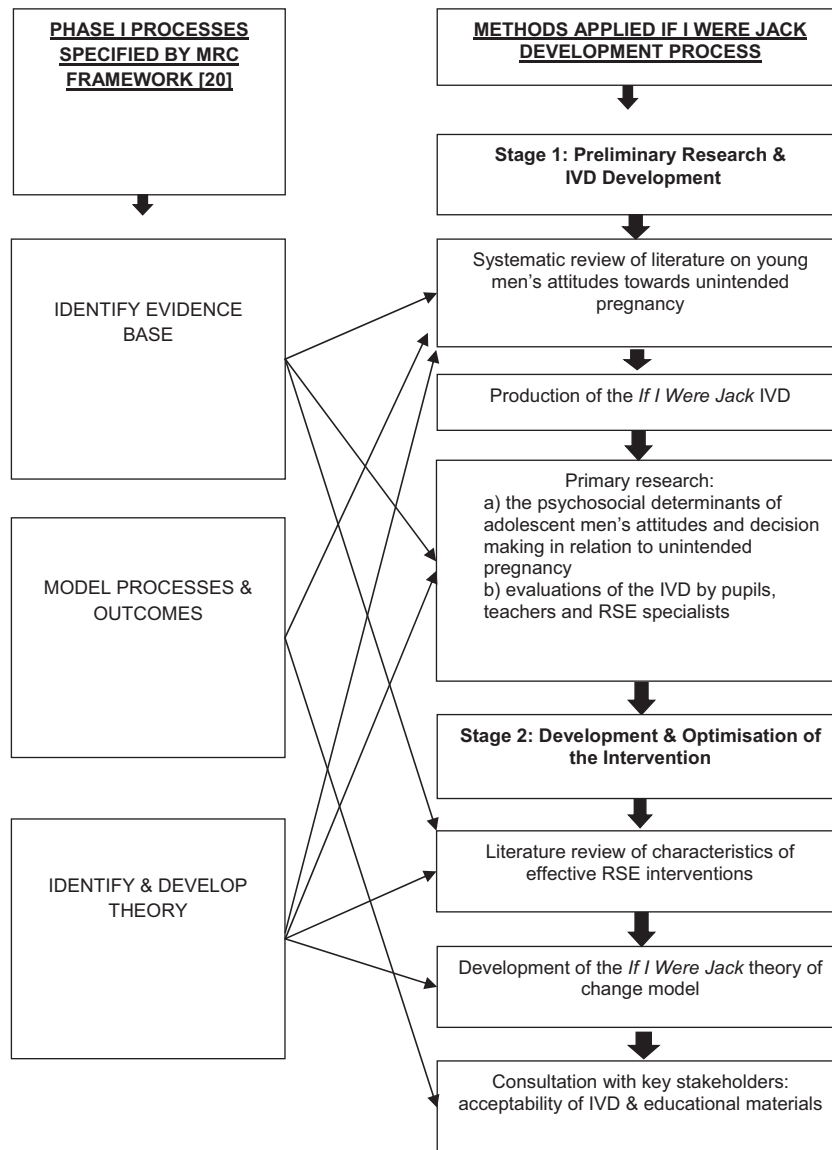 PHASE I PROCESSES
SPECIFIED BY MRC
FRAMEWORK [20]
IDENTIFY EVIDENCE
BASE
MODEL PROCESSES &
OUTCOMES
IDENTIFY & DEVELOP
THEORY
METHODS APPLIED IF I WERE JACK
DEVELOPMENT PROCESS
Stage 1: Preliminary Research &
IVD Development
Systematic review of literature on young
men’s attitudes towards unintended
pregnancy
Production of the If I Were Jack IVD
Primary research:
a) the psychosocial determinants of
adolescent men’s attitudes and decision
making in relation to unintended
pregnancy
b) evaluations of the IVD by pupils,
teachers and RSE specialists
Stage 2: Development & Optimisation of
the Intervention
Literature review of characteristics of
effective RSE interventions
Development of the If I Were Jack theory of
change model
Consultation with key stakeholders:
acceptability of IVD & educational materials